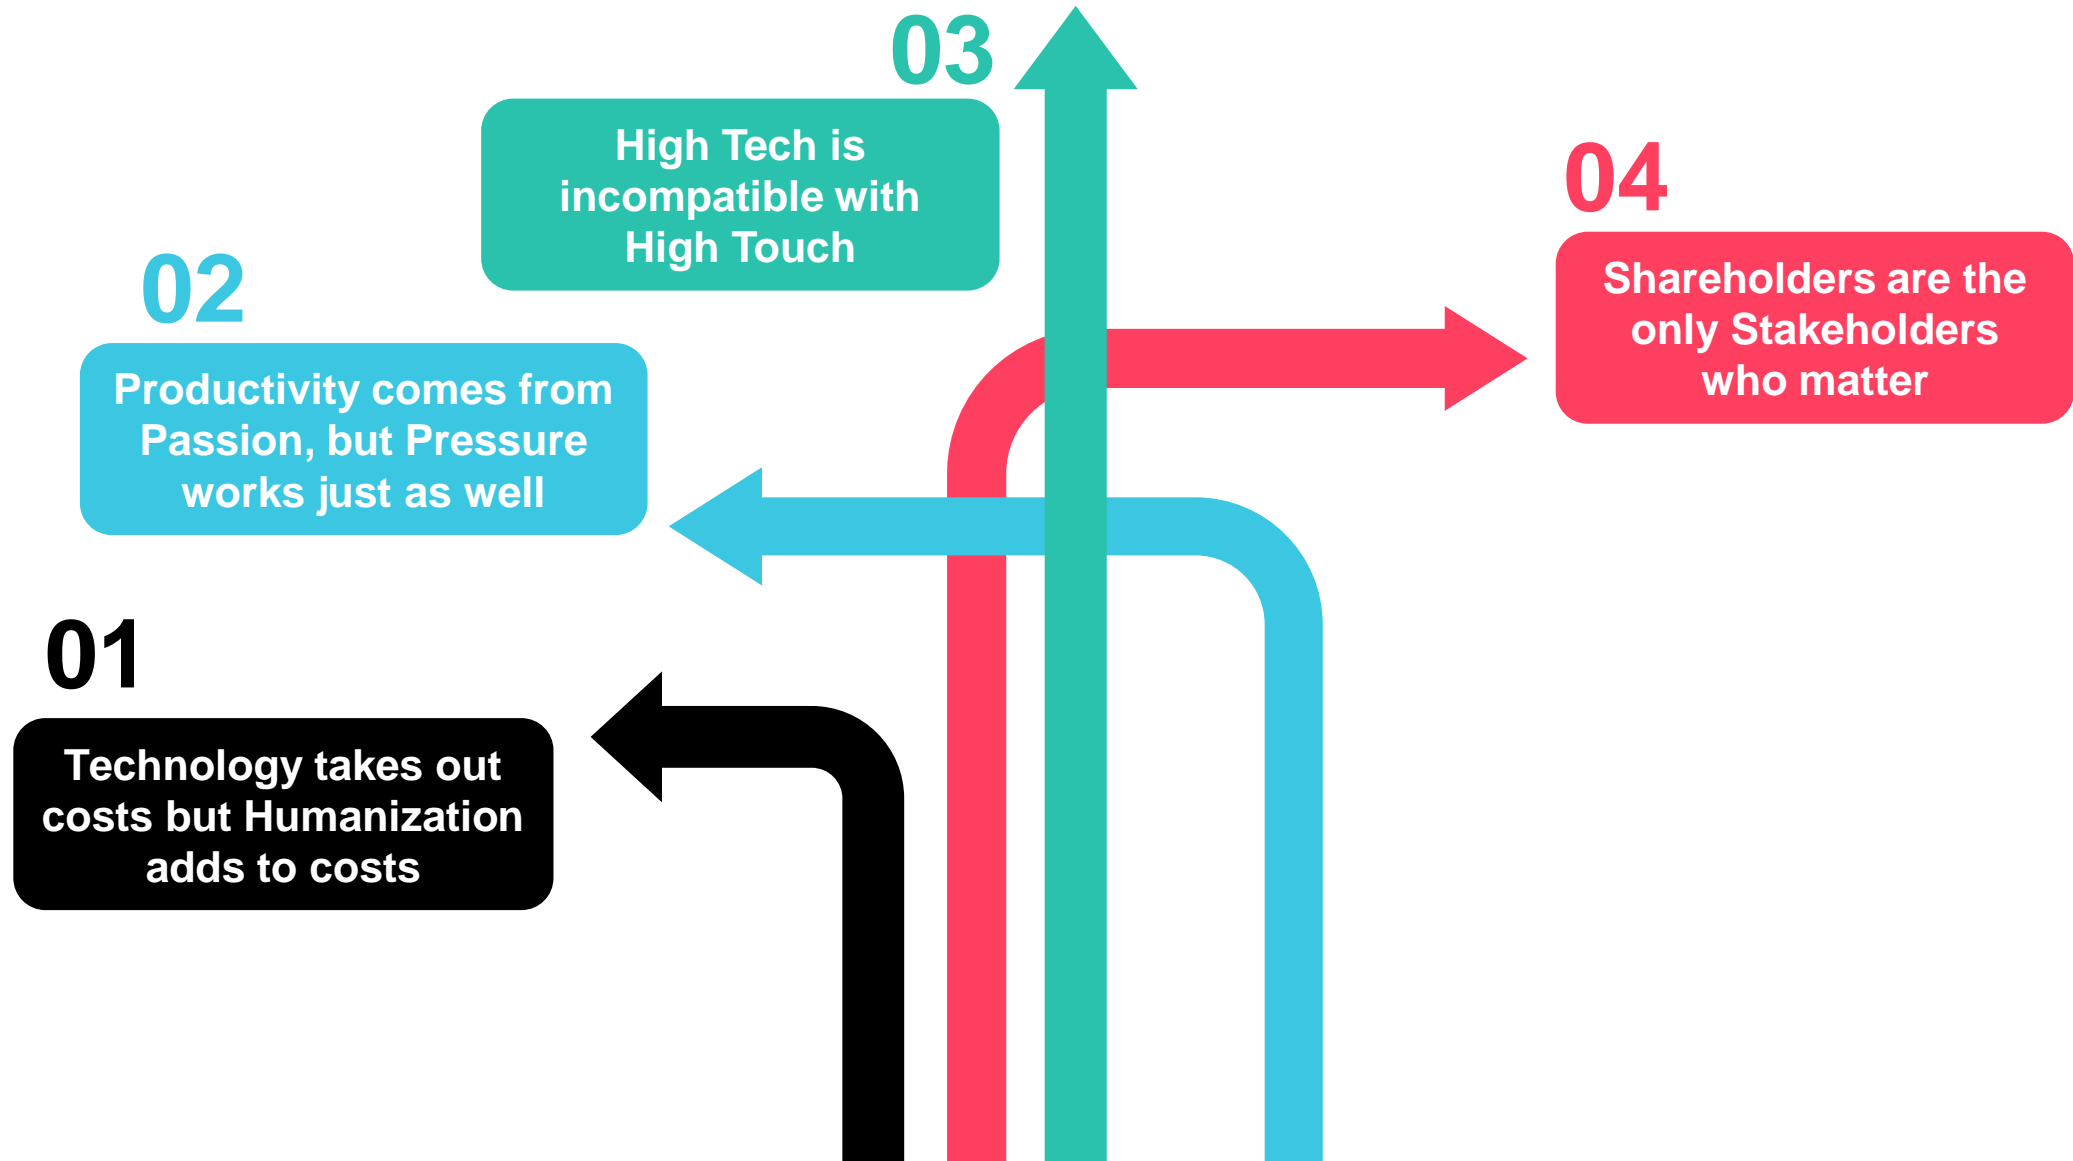 03
High Tech is
incompatible with
High Touch
04
Shareholders are the
only Stakeholders
who matter
02
Productivity comes from
Passion, but Pressure
works just as well
01
Technology takes out
costs but Humanization
adds to costs